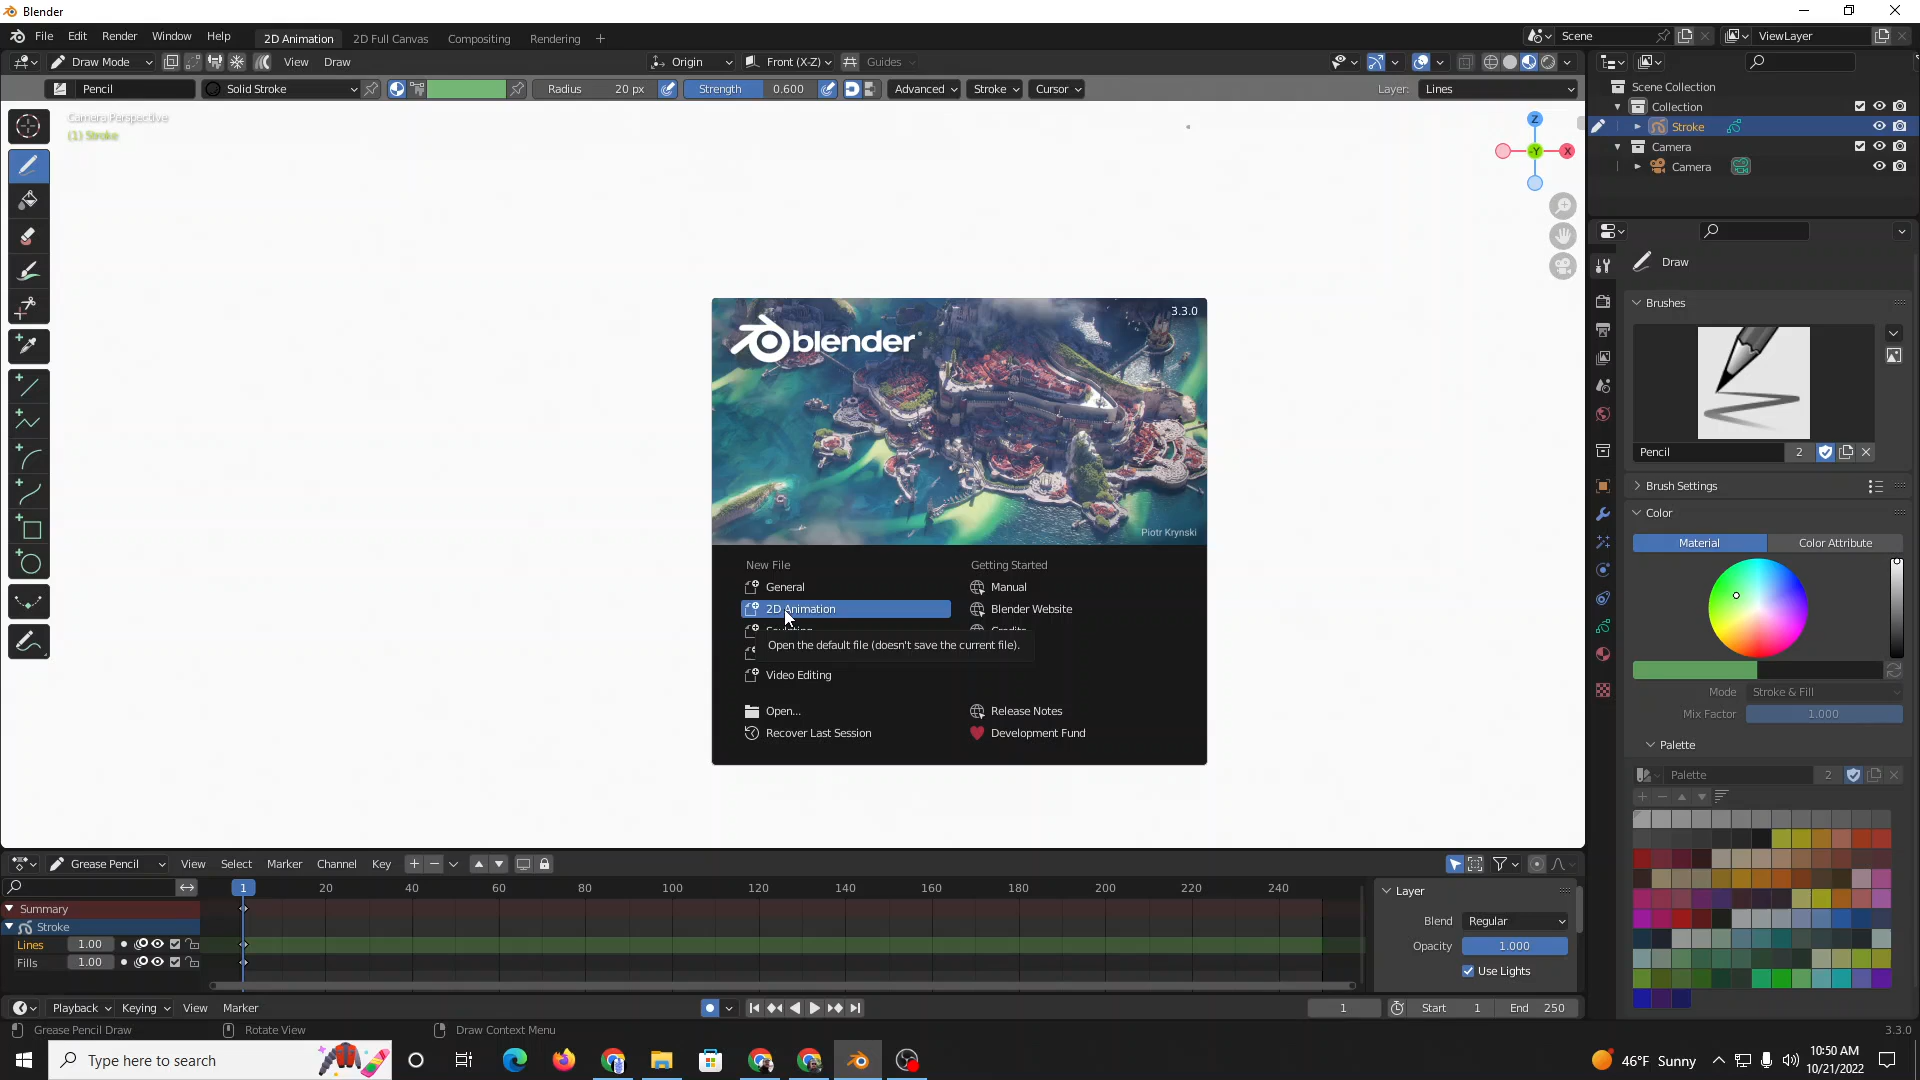 Blender
File Edit Render Window Help 2D Animation 2D Full Canvas Compositing Rendering + Scene ViewLayer
Draw Mode View Draw Origin Front (X-Z) Guides
Pencil Solid Stroke Radius 20 px Strength 0.600 Advanced Stroke Cursor Layer: Lines
Camera Perspective
(1) Stroke
Z
-Y
X
Scene Collection
Collection
Stroke
Camera
Camera
Draw
Brushes
Pencil 2
Brush Settings
Color
Material Color Attribute
Mode Stroke & Fill
Mix Factor 1.000
Palette
Palette 2
3.3.0
blender
Piotr Krynski
New File Getting Started
General Manual
2D Animation Blender Website
Open the default file (doesn't save the current file).
Video Editing
Open... Release Notes
Recover Last Session Development Fund
Grease Pencil View Select Marker Channel Key
1 20 40 60 80 100 120 140 160 180 200 220 240
Summary
Stroke
Lines 1.00
Fills 1.00
Layer
Blend Regular
Opacity 1.000
Use Lights
Playback Keying View Marker 1 Start 1 End 250
Grease Pencil Draw Rotate View Draw Context Menu 3.3.0
Type here to search 46°F Sunny 10:50 AM
10/21/2022